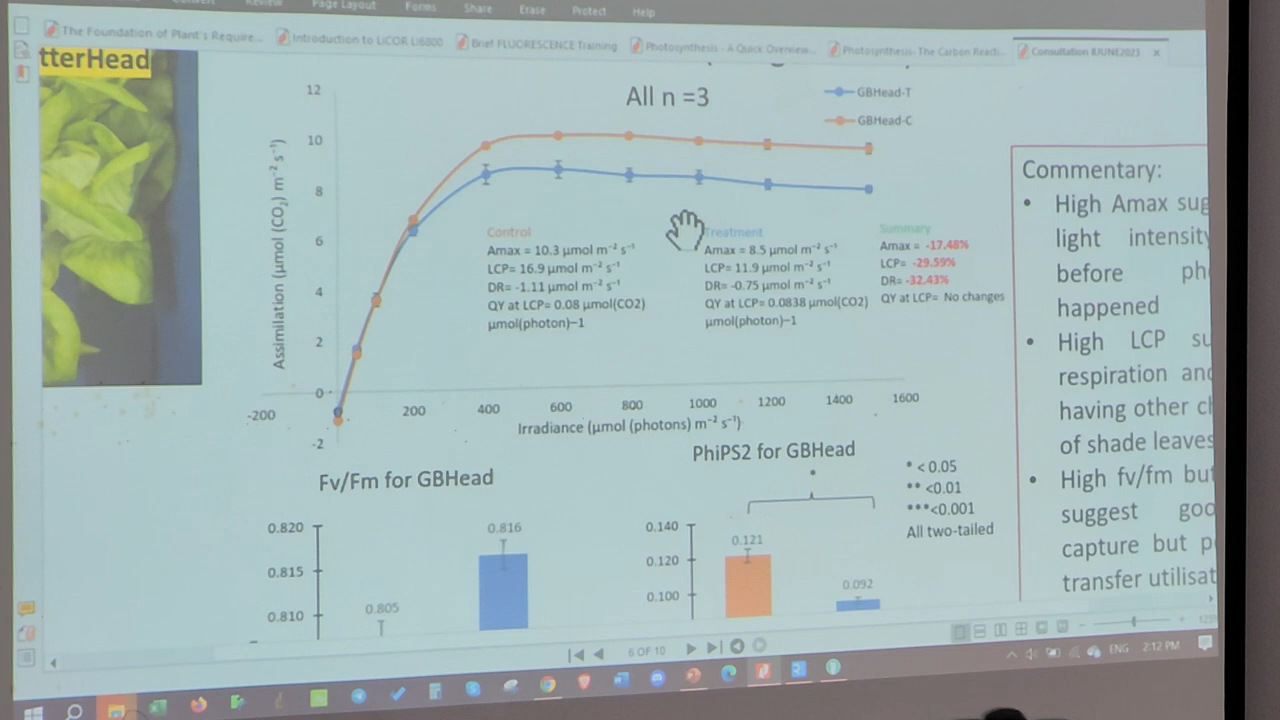 Page Layout Forms Share Erase Protect Help
The Foundation of Plant's Require...
Introduction to LICOR LI6800
Brief FLUORESCENCE Training
Photosynthesis - A Quick Overview...
Photosynthesis-The Carbon Reacti...
Consultation 8JUNE2023
tterHead
All n =3
GBHead-T
GBHead-C
Assimilation (µmol (CO₂) m⁻² s⁻¹)
12
10
8
6
4
2
0
-2
-200 200 400 600 800 1000 1200 1400 1600
Irradiance (µmol (photons) m⁻² s⁻¹)
Control
Amax = 10.3 µmol m⁻² s⁻¹
LCP= 16.9 µmol m⁻² s⁻¹
DR= -1.11 µmol m⁻² s⁻¹
QY at LCP= 0.08 µmol(CO2)
µmol(photon)–1
Treatment
Amax = 8.5 µmol m⁻² s⁻¹
LCP= 11.9 µmol m⁻² s⁻¹
DR= -0.75 µmol m⁻² s⁻¹
QY at LCP= 0.0838 µmol(CO2)
µmol(photon)–1
Summary
Amax = -17.48%
LCP= -29.59%
DR= -32.43%
QY at LCP= No changes
Commentary:
• High Amax sug
light intensity
before ph
happened
• High LCP su
respiration and
having other ch
of shade leaves
• High fv/fm but
suggest goo
capture but p
transfer utilisat
Fv/Fm for GBHead
0.820
0.815
0.810
0.805
0.816
PhiPS2 for GBHead
*
0.140
0.120
0.100
0.121
0.092
* < 0.05
** <0.01
***<0.001
All two-tailed
6 OF 10
ENG 2:12 PM